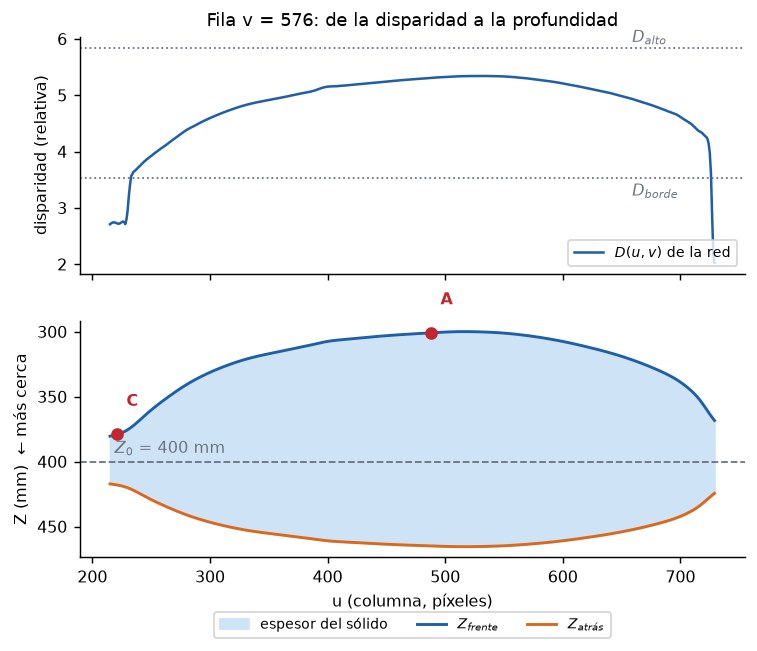 Fila v = 576: de la disparidad a la profundidad
disparidad (relativa)
6
5
4
3
2
D_alto
D_borde
D(u, v) de la red
A
C
Z (mm) ← más cerca
300
350
400
450
Z₀ = 400 mm
200 300 400 500 600 700
u (columna, píxeles)
espesor del sólido Z_frente Z_atrás